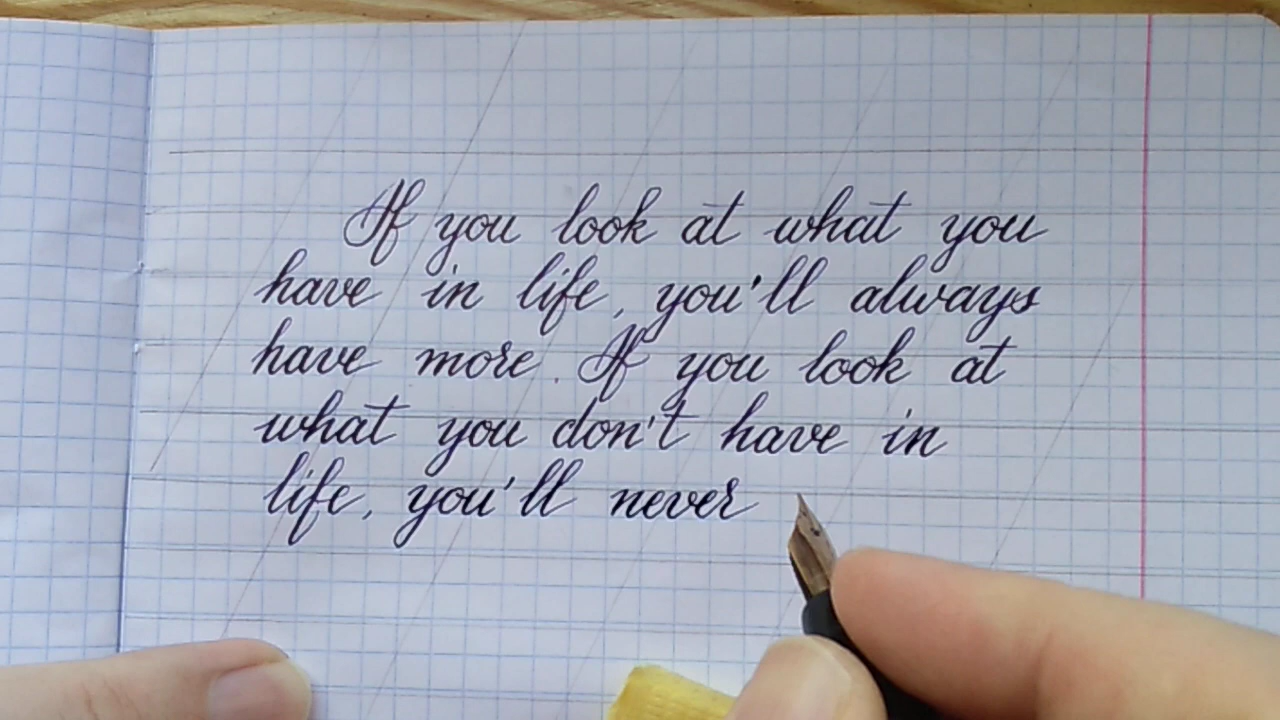 If you look at what you
have in life, you'll always
have more. If you look at
what you don't have in
life, you'll never